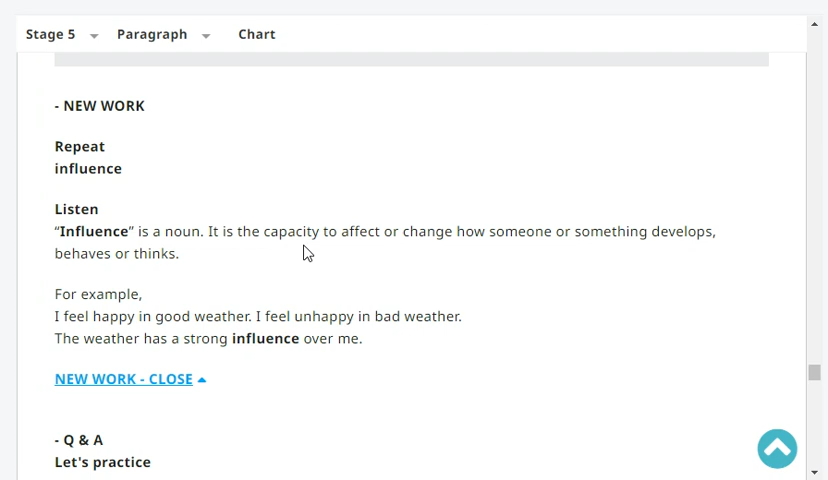 Stage 5 Paragraph Chart
- NEW WORK
Repeat
influence
Listen
“Influence” is a noun. It is the capacity to affect or change how someone or something develops,
behaves or thinks.
For example,
I feel happy in good weather. I feel unhappy in bad weather.
The weather has a strong influence over me.
NEW WORK - CLOSE
- Q & A
Let's practice